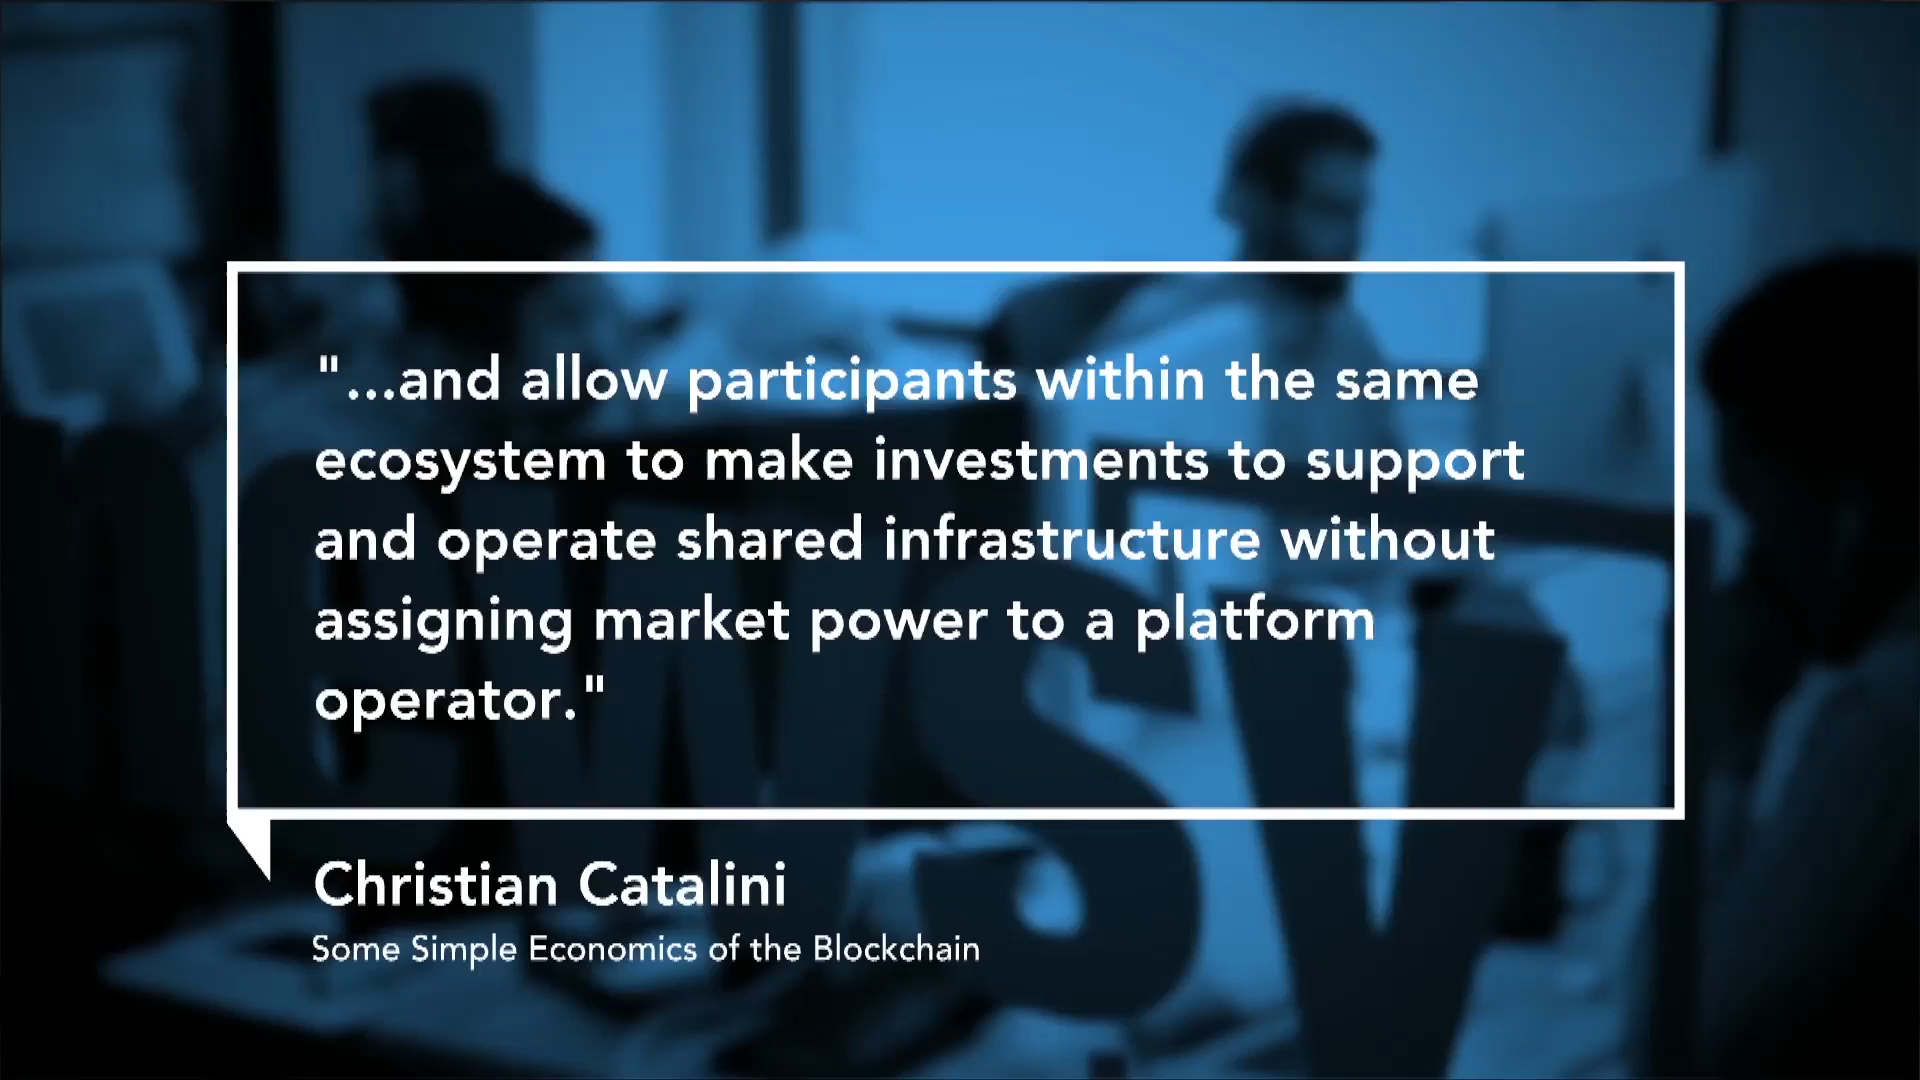 "...and allow participants within the same
ecosystem to make investments to support
and operate shared infrastructure without
assigning market power to a platform
operator."
Christian Catalini
Some Simple Economics of the Blockchain